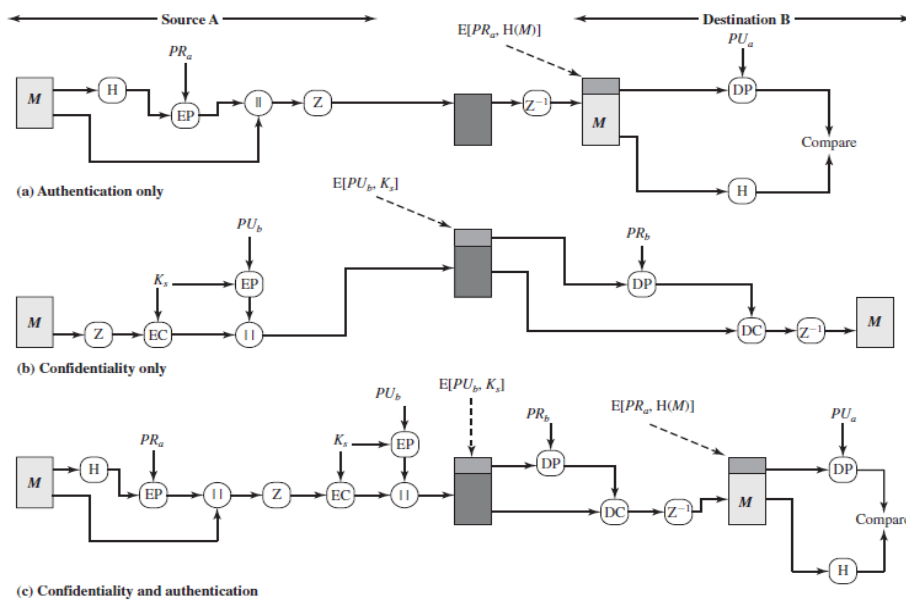 Source A
Destination B
E[PRa, H(M)]
PRa
PUa
M
H
EP
||
Z
Z−1
M
DP
Compare
H
(a) Authentication only
E[PUb, Ks]
PUb
PRb
Ks
EP
DP
M
Z
EC
||
DC
Z−1
M
(b) Confidentiality only
E[PUb, Ks]
PUb
PRb
E[PRa, H(M)]
PUa
PRa
Ks
EP
M
H
EP
||
Z
EC
||
DP
DC
Z−1
M
DP
Compare
H
(c) Confidentiality and authentication